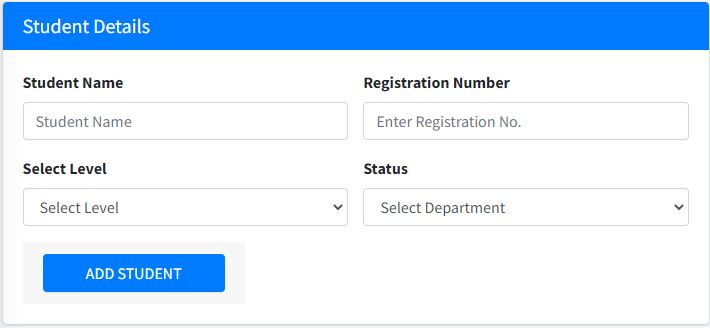 Student Details
Student Name
Registration Number
Student Name
Enter Registration No.
Select Level
Status
Select Level
Select Department
ADD STUDENT